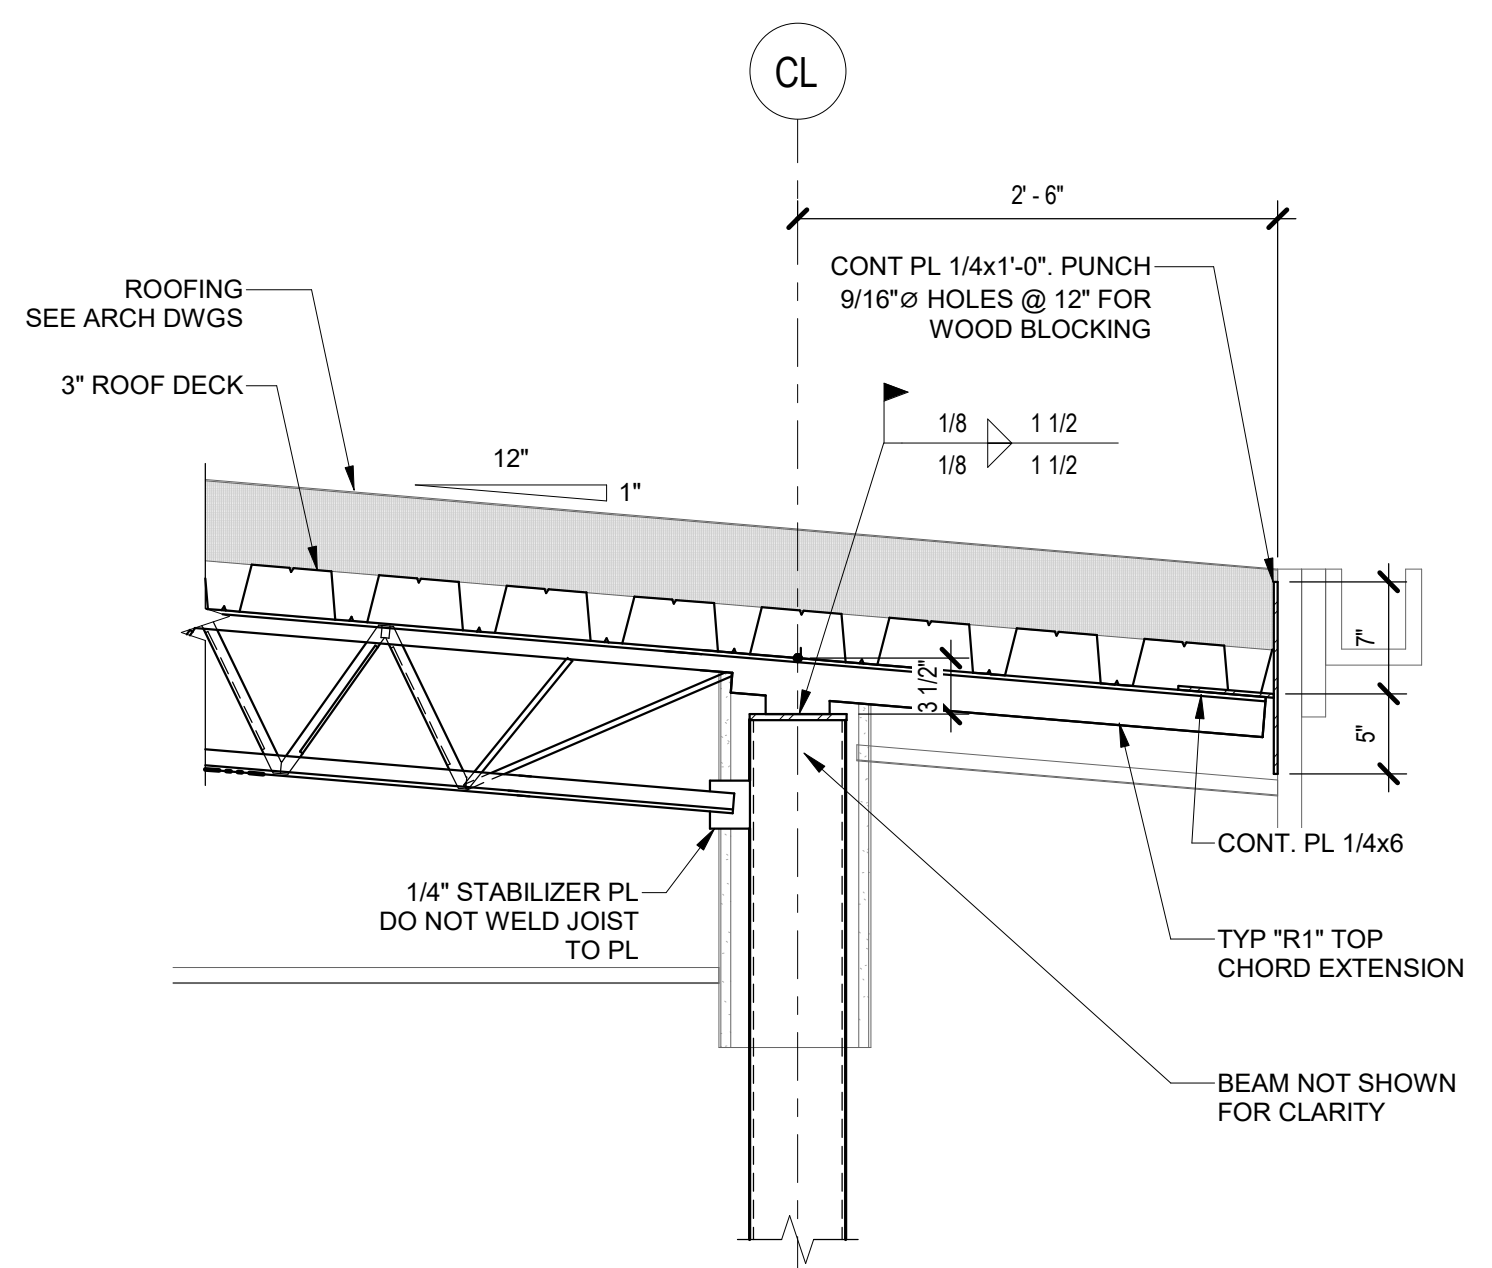 CL
2' - 6"
CONT PL 1/4x1'-0". PUNCH
9/16"⌀ HOLES @ 12" FOR
WOOD BLOCKING
ROOFING
SEE ARCH DWGS
3" ROOF DECK
1/8 1 1/2
1/8 1 1/2
12"
1"
7"
3 1/2"
5"
CONT. PL 1/4x6
1/4" STABILIZER PL
DO NOT WELD JOIST
TO PL
TYP "R1" TOP
CHORD EXTENSION
BEAM NOT SHOWN
FOR CLARITY